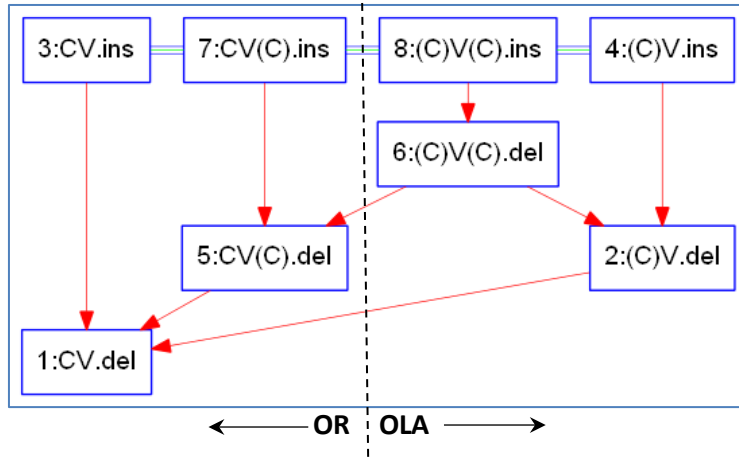 3:CV.ins 7:CV(C).ins 8:(C)V(C).ins 4:(C)V.ins
6:(C)V(C).del
5:CV(C).del 2:(C)V.del
1:CV.del
OR OLA